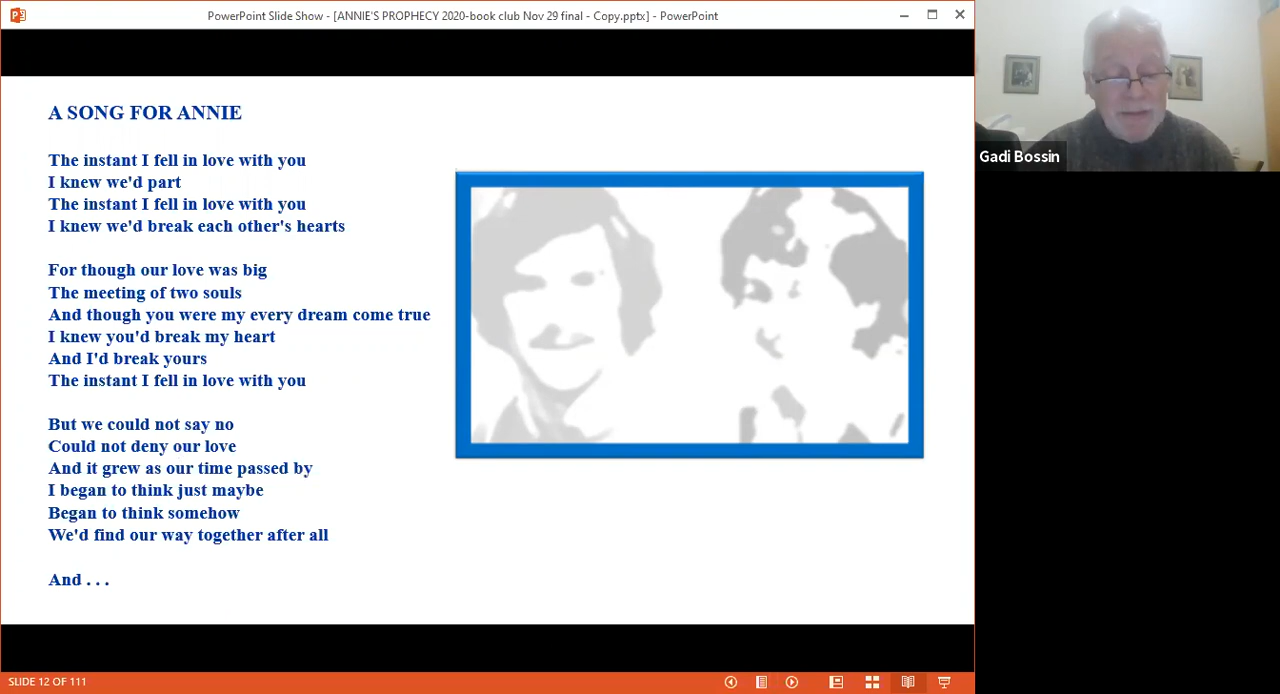 PowerPoint Slide Show - [ANNIE'S PROPHECY 2020-book club Nov 29 final - Copy.pptx] - PowerPoint
A SONG FOR ANNIE
The instant I fell in love with you
I knew we'd part
The instant I fell in love with you
I knew we'd break each other's hearts
For though our love was big
The meeting of two souls
And though you were my every dream come true
I knew you'd break my heart
And I'd break yours
The instant I fell in love with you
But we could not say no
Could not deny our love
And it grew as our time passed by
I began to think just maybe
Began to think somehow
We'd find our way together after all
And . . .
SLIDE 12 OF 111
Gadi Bossin